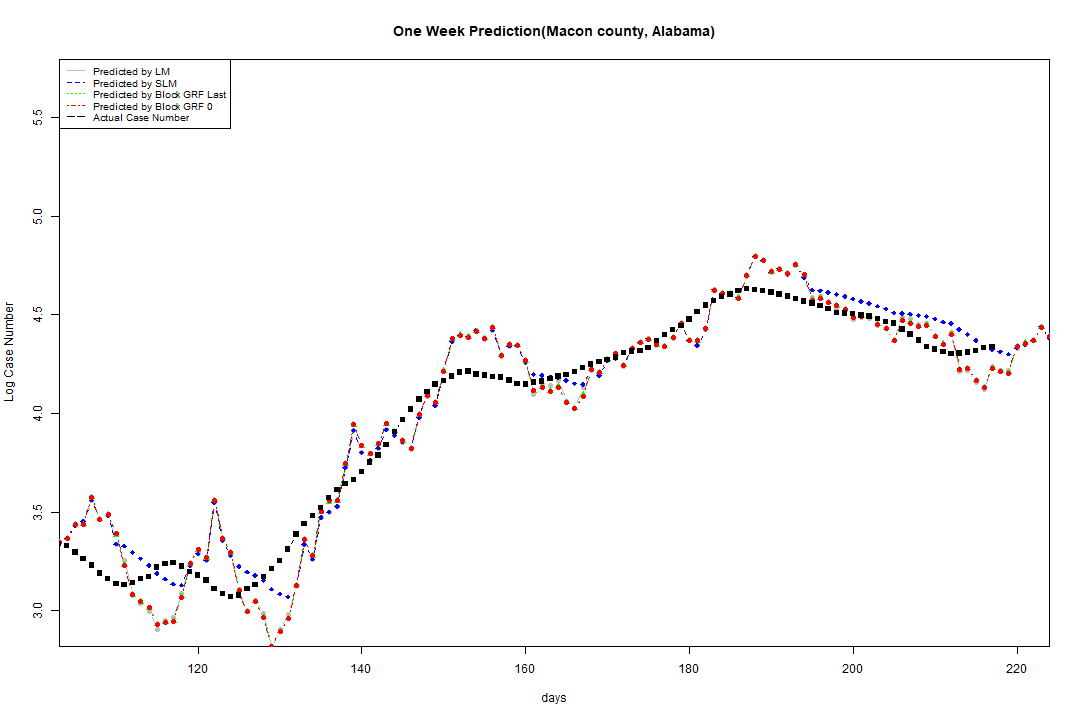 One Week Prediction(Macon county, Alabama)
Predicted by LM
Predicted by SLM
Predicted by Block GRF Last
Predicted by Block GRF 0
Actual Case Number
5.5
5.0
4.5
4.0
3.5
3.0
Log Case Number
120 140 160 180 200 220
days